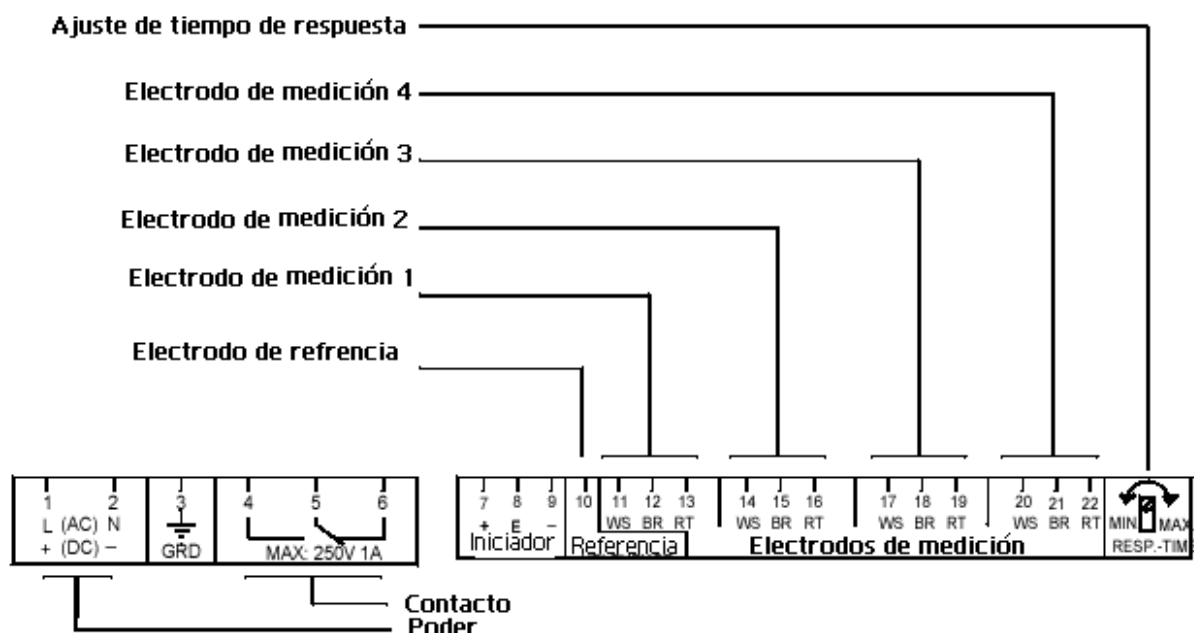 Ajuste de tiempo de respuesta
Electrodo de medición 4
Electrodo de medición 3
Electrodo de medición 2
Electrodo de medición 1
Electrodo de refrencia
1 2 3 4 5 6
L (AC) N
+ (DC) −
GRD
MAX: 250V 1A
7 8 9 10 11 12 13 14 15 16 17 18 19 20 21 22
+ E − WS BR RT WS BR RT WS BR RT WS BR RT
MIN MAX
Iniciador Referencia Electrodos de medición RESP.-TIM
Contacto
Poder